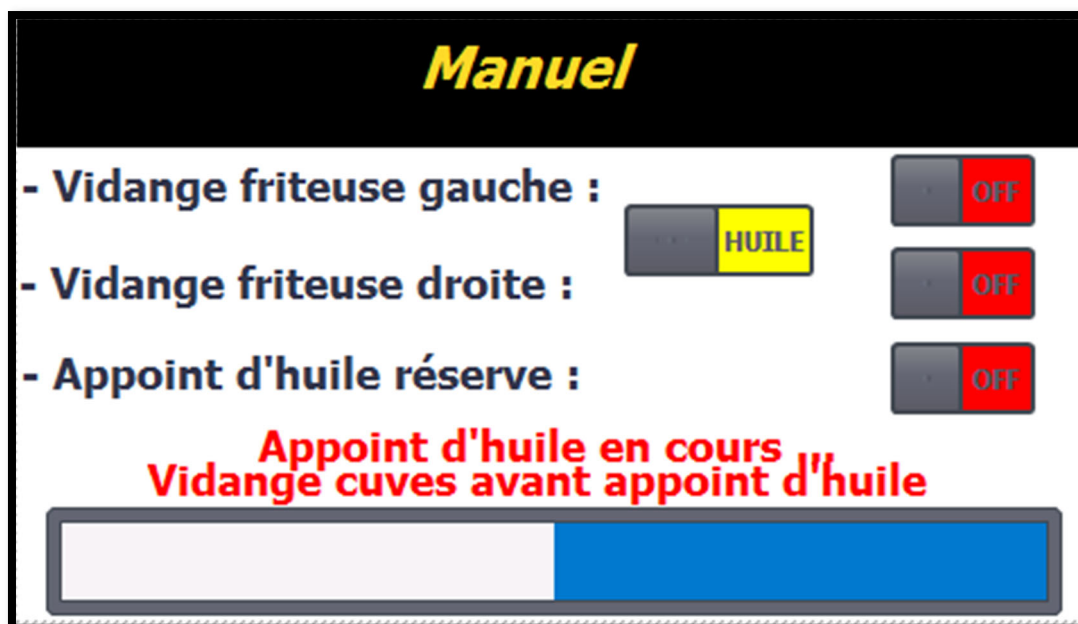 Manuel
- Vidange friteuse gauche :
OFF
HUILE
- Vidange friteuse droite :
OFF
- Appoint d'huile réserve :
OFF
Appoint d'huile en cours ...
Vidange cuves avant appoint d'huile